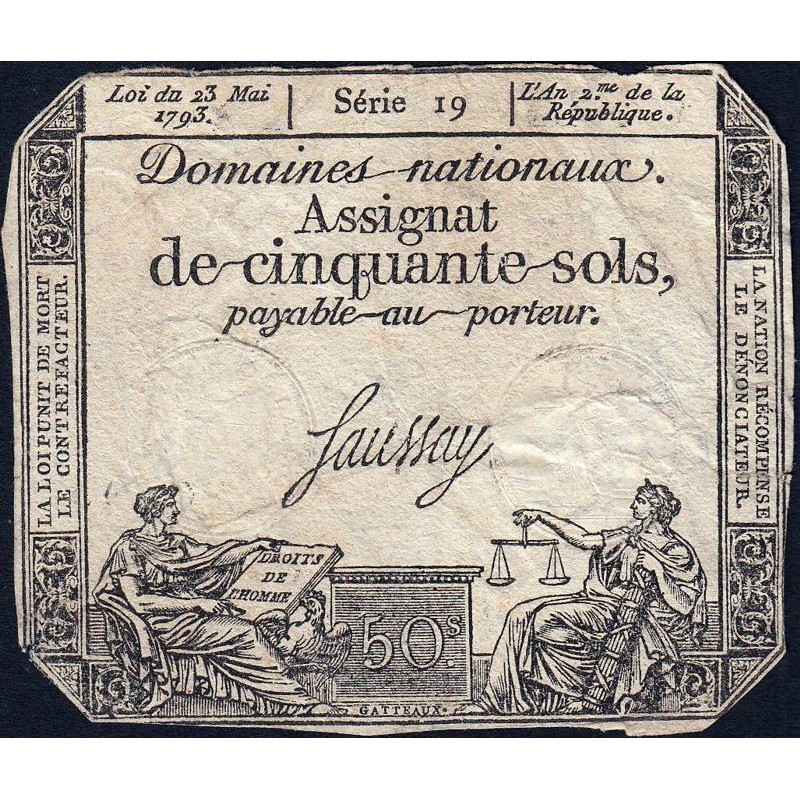 Loi du 23 Mai
1793.
Série 19
L'An 2.me de la
République.
Domaines nationaux.
Assignat
de cinquante sols,
payable au porteur.
LA LOI PUNIT DE MORT
LE CONTREFACTEUR.
LA NATION RÉCOMPENSE
LE DÉNONCIATEUR.
Saussay
DROITS
DE
L'HOMME
50.s
GATTEAUX.